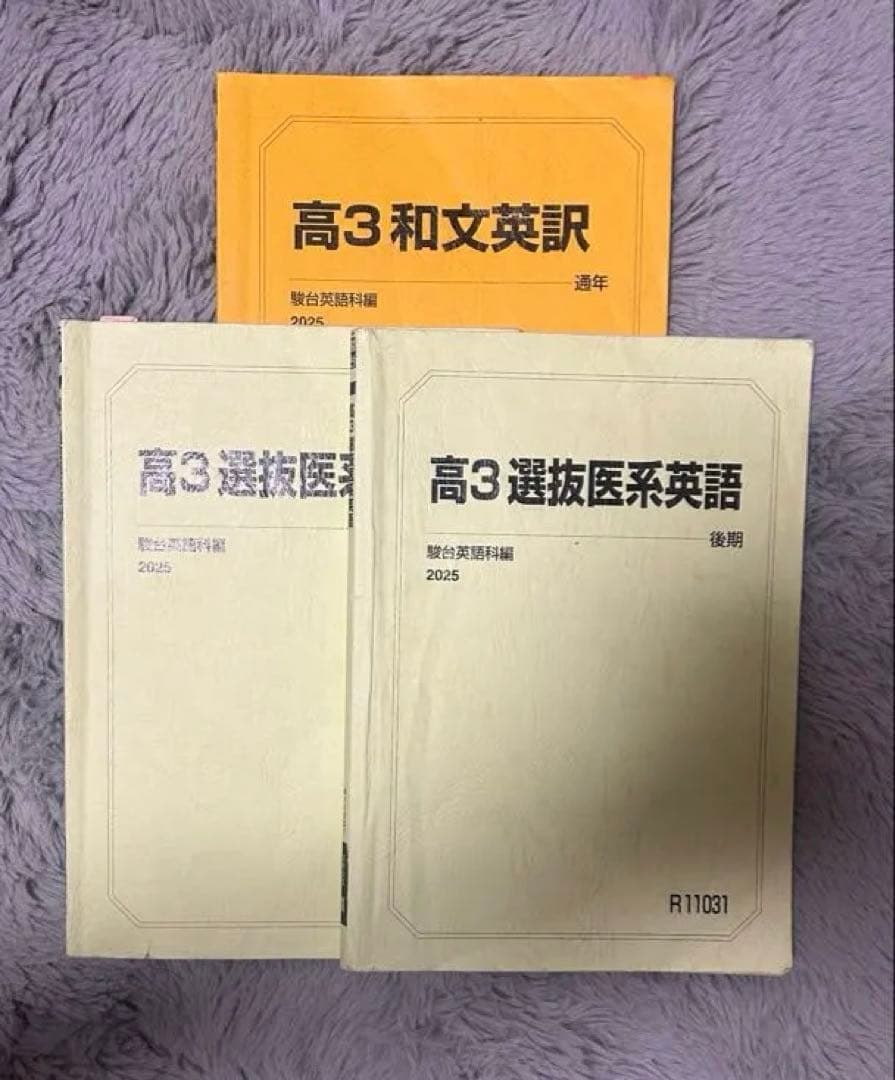 高3 和文英訳
通年
駿台英語科編
2025
高3 選抜医系
駿台英語科編
2025
高3 選抜医系英語
後期
駿台英語科編
2025
R11031